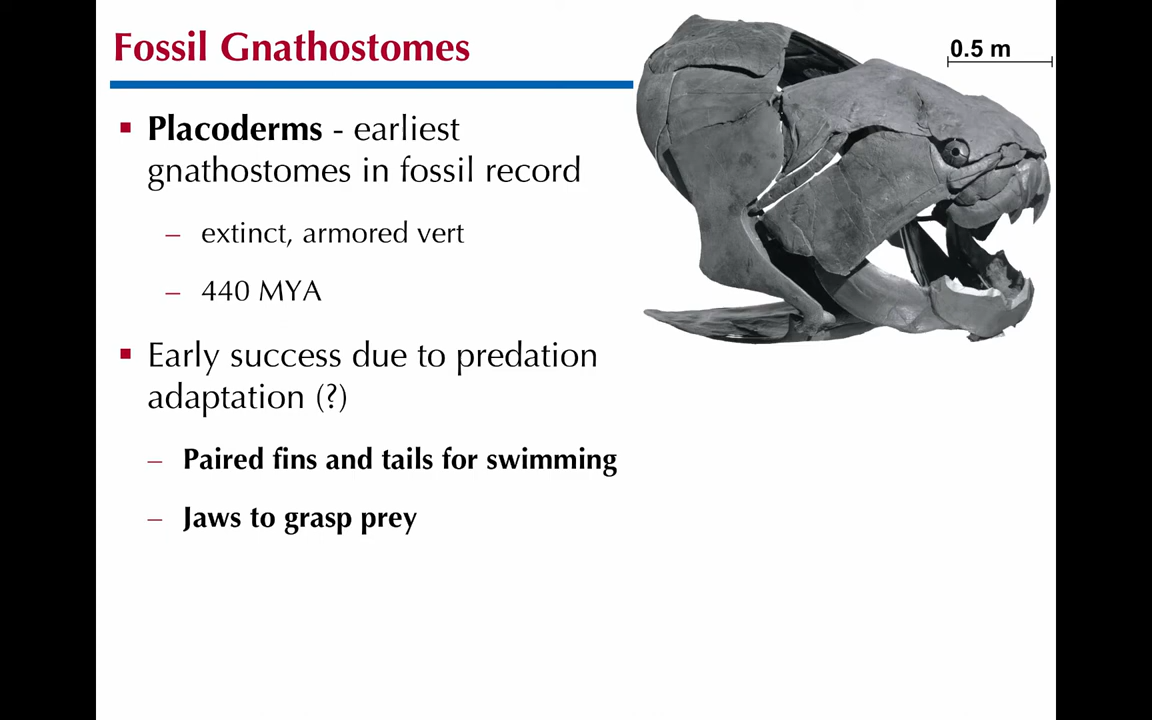 Fossil Gnathostomes
0.5 m
▪ Placoderms - earliest
gnathostomes in fossil record
– extinct, armored vert
– 440 MYA
▪ Early success due to predation
adaptation (?)
– Paired fins and tails for swimming
– Jaws to grasp prey